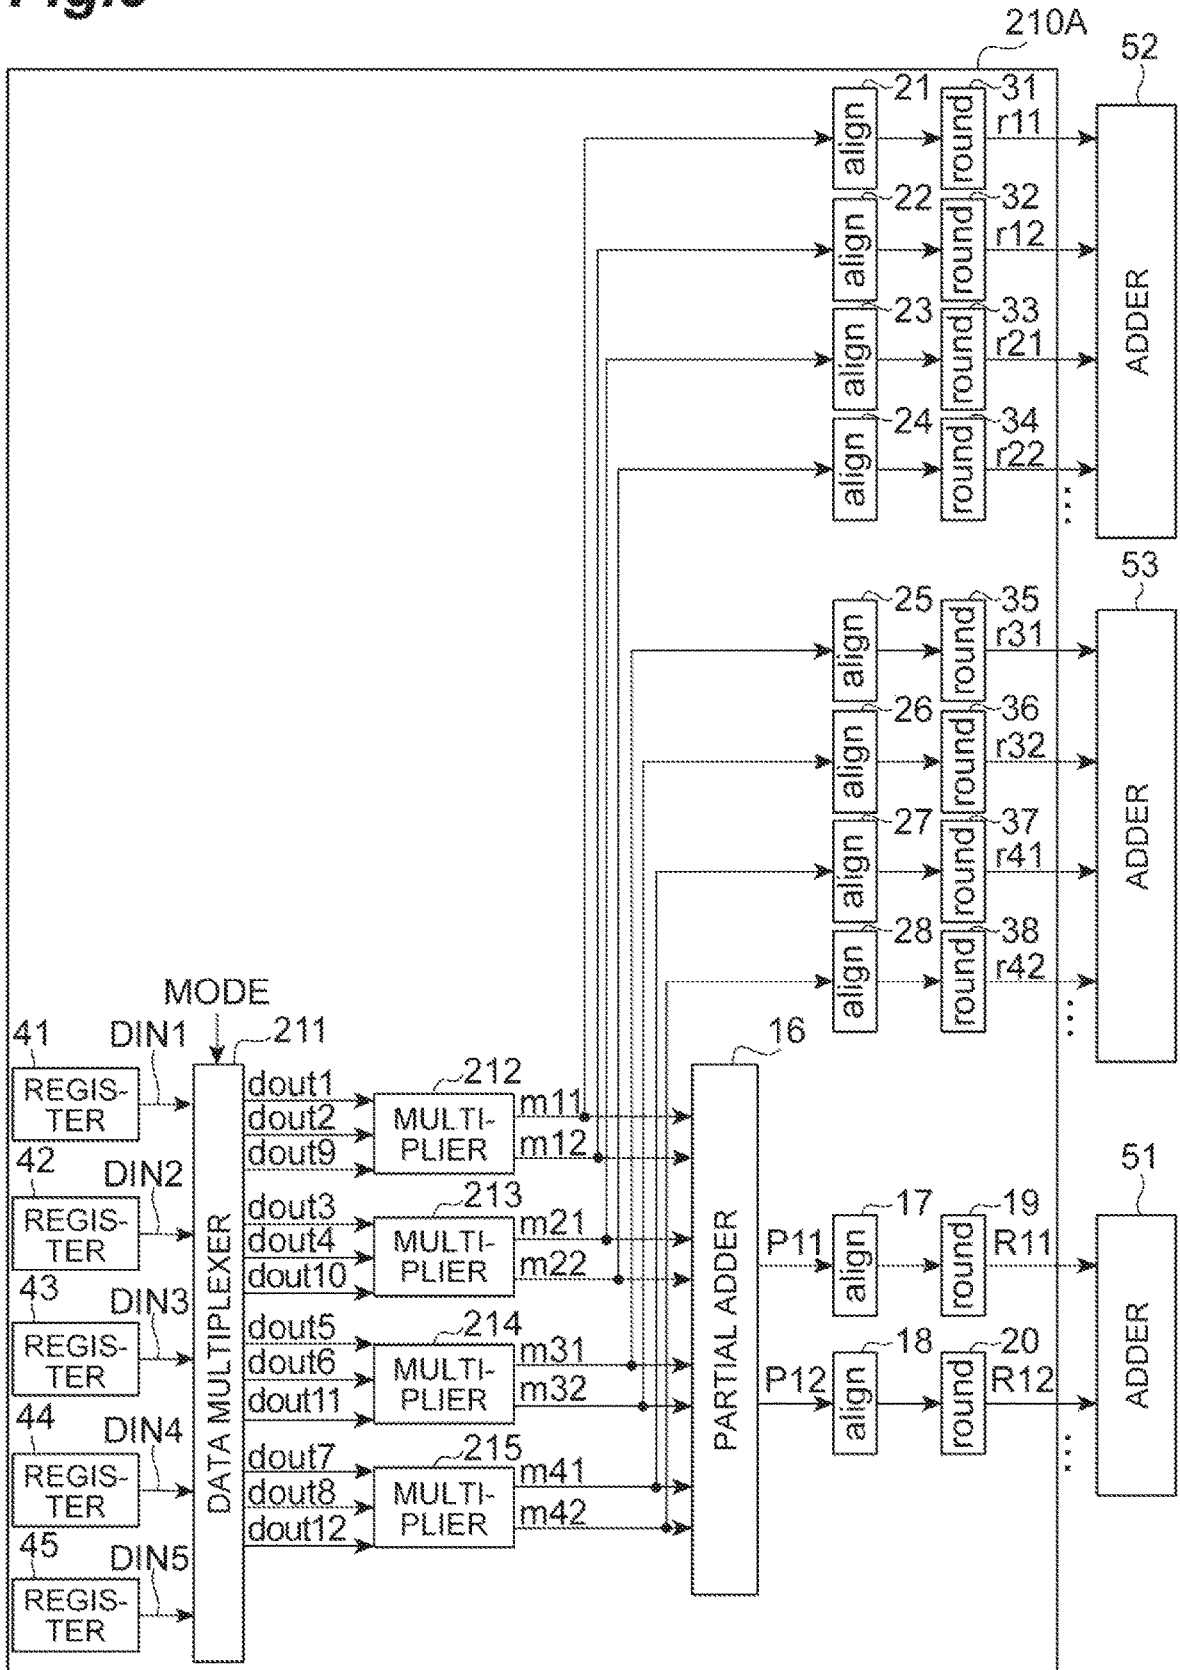 210A
52
21
31
r11
align
round
22
32
r12
align
round
23
33
r21
align
round
24
34
r22
align
round
ADDER
53
25
35
r31
align
round
26
36
r32
align
round
27
37
r41
align
round
28
38
r42
align
round
ADDER
MODE
211
16
41
DIN1
REGIS-
TER
42
DIN2
REGIS-
TER
43
DIN3
REGIS-
TER
44
DIN4
REGIS-
TER
45
DIN5
REGIS-
TER
DATA MULTIPLEXER
dout1
dout2
dout9
212
MULTI-
PLIER
m11
m12
dout3
dout4
dout10
213
MULTI-
PLIER
m21
m22
dout5
dout6
dout11
214
MULTI-
PLIER
m31
m32
dout7
dout8
dout12
215
MULTI-
PLIER
m41
m42
PARTIAL ADDER
51
P11
17
align
19
round
R11
P12
18
align
20
round
R12
ADDER